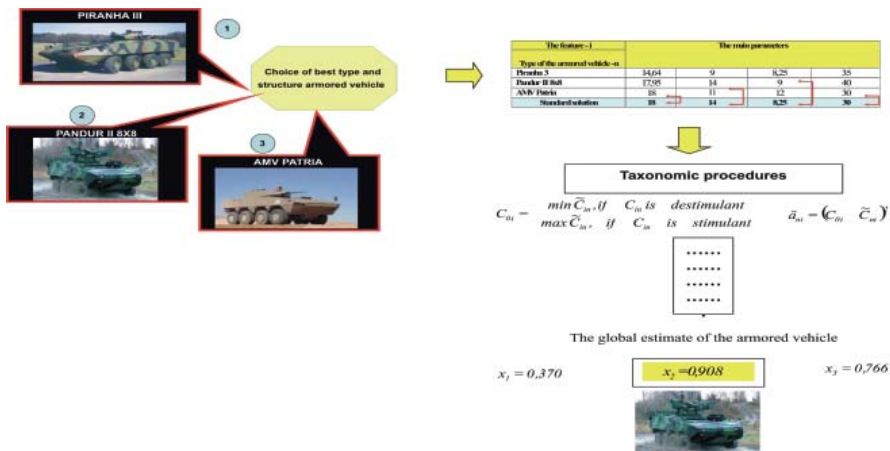 PIRANHA III
1
Choice of best type and
structure armored vehicle
2
PANDUR II 8X8
3
AMV PATRIA
The feature - i
The main parameters
Type of the armored vehicle -n
Piranha 3 14,64 9 8,25 35
Pandur II 8x8 17,95 14 9 40
AMV Patria 18 11 12 30
Standard solution 18 14 8,25 30
Taxonomic procedures
C0i = min C̃in, if Cin is destimulant
max C̃in, if Cin is stimulant
āni = (C0i C̃ni)
......
......
......
......
The global estimate of the armored vehicle
x1 = 0,370
x2=0,908
x3 = 0,766